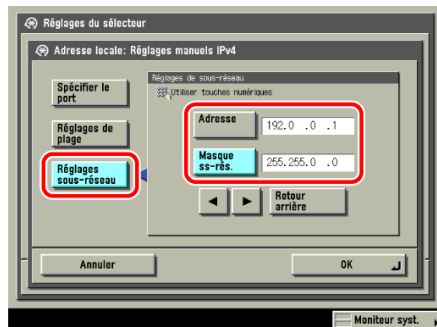 Réglages du sélecteur
Adresse locale: Réglages manuels IPv4
Spécifier le
port
Réglages de
plage
Réglages
sous-réseau
Réglages de sous-réseau
Utiliser touches numériques
Adresse
192.0 .0 .1
Masque
ss-rés.
255.255.0 .0
Retour
arrière
Annuler
OK
Moniteur syst.